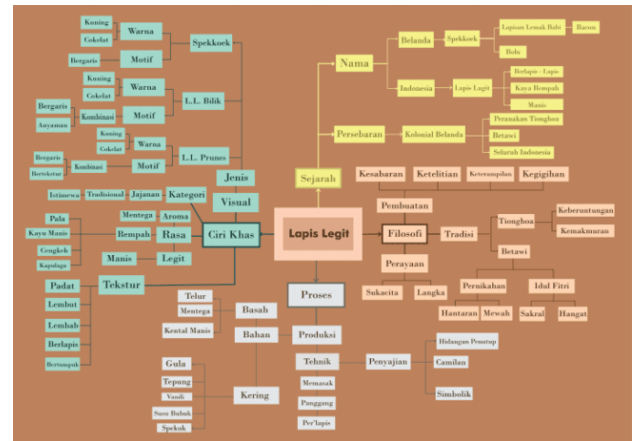 Kuning
Cokelat
Warna
Bergaris
Motif
Spekkoek
Kuning
Cokelat
Warna
Bergaris
Anyaman
Kombinasi
Motif
L.L. Bilik
Kuning
Cokelat
Warna
Bergaris
Bertekstur
Konbinasi
Motif
L.L. Prunes
Jenis
Visual
Istimewa
Tradisional
Jajanan
Kategori
Mentega
Aroma
Pala
Kayu Manis
Cengkeh
Kapulaga
Rempah
Rasa
Manis
Legit
Ciri Khas
Padat
Lembut
Lembab
Berlapis
Bertumpuk
Tekstur
Lapis Legit
Sejarah
Nama
Belanda
Spekkoek
Lapisan Lemak Babi
Bacon
Bolu
Indonesia
Lapis Legit
Berlapis - Lapis
Kaya Rempah
Manis
Persebaran
Kolonial Belanda
Peranakan Tionghoa
Betawi
Seluruh Indonesia
Kesabaran
Ketelitian
Keterampilan
Kegigihan
Pembuatan
Filosofi
Tradisi
Tionghoa
Keberuntungan
Kemakmuran
Betawi
Pernikahan
Idul Fitri
Hantaran
Mewah
Sakral
Hangat
Perayaan
Sukacita
Langka
Proses
Produksi
Bahan
Basah
Telur
Mentega
Kental Manis
Kering
Gula
Tepung
Vanili
Susu Bubuk
Spekuk
Tehnik
Memasak
Panggang
Per'lapis
Penyajian
Hidangan Penutup
Camilan
Simbolik